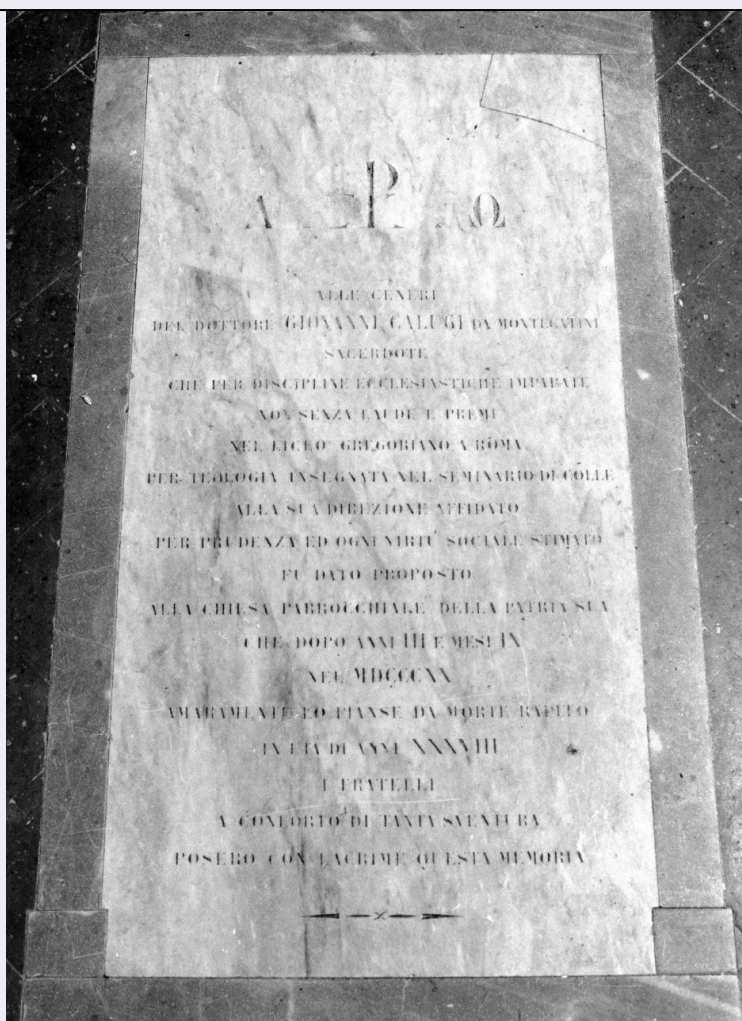 A P Ω
ALLE CENERI
DEL DOTTORE GIOVANNI CALUGI DA MONTECATINI
SACERDOTE
CHE PER DISCIPLINE ECCLESIASTICHE IMPARATE
NON SENZA LAUDE E PREMI
NEL LICEO GREGORIANO A ROMA
PER TEOLOGIA INSEGNATA NEL SEMINARIO DI COLLE
ALLA SUA DIREZIONE AFFIDATO
PER PRUDENZA ED OGNI VIRTÚ SOCIALE STIMATO
FU DATO PROPOSTO
ALLA CHIESA PARROCCHIALE DELLA PATRIA SUA
CHE DOPO ANNI III E MESI IX
NEL MDCCCXX
AMARAMENTE LO PIANSE DA MORTE RAPITO
IN ETÀ DI ANNI XXXXVIII
I FRATELLI
A CONFORTO DI TANTA SVENTURA
POSERO CON LACRIME QUESTA MEMORIA